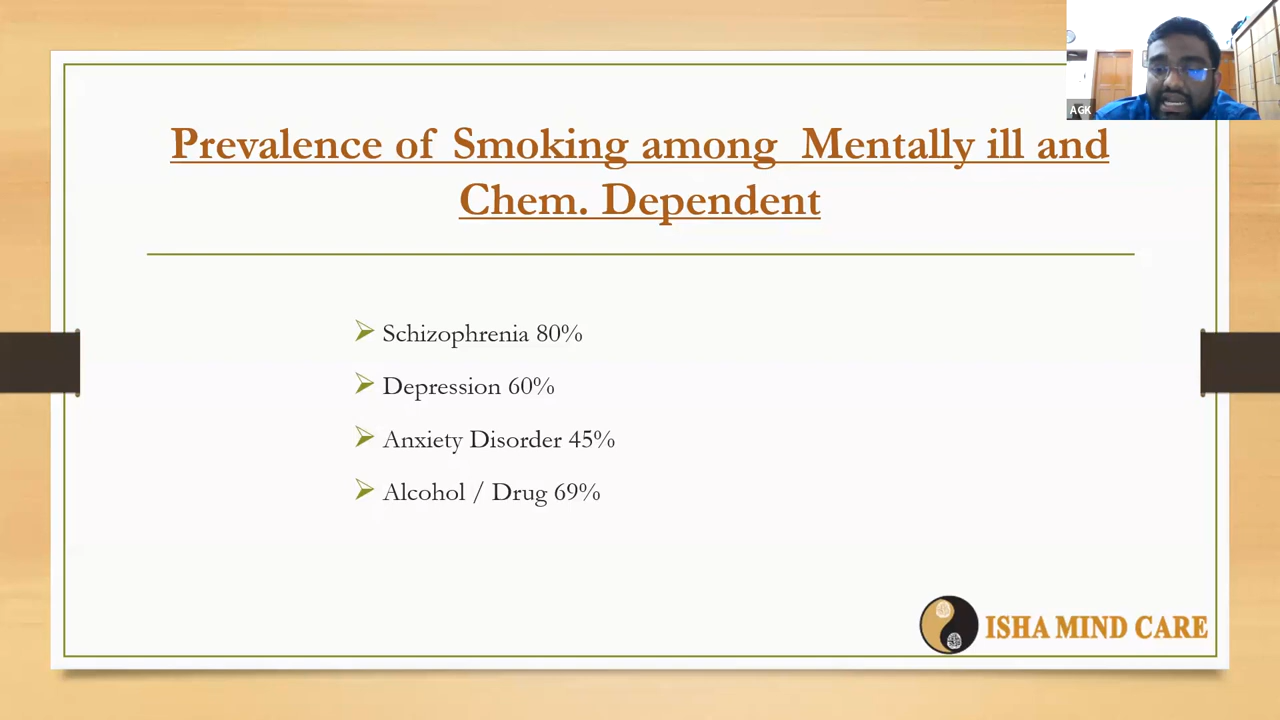 AGK
Prevalence of Smoking among Mentally ill and
Chem. Dependent
Schizophrenia 80%
Depression 60%
Anxiety Disorder 45%
Alcohol / Drug 69%
ISHA MIND CARE